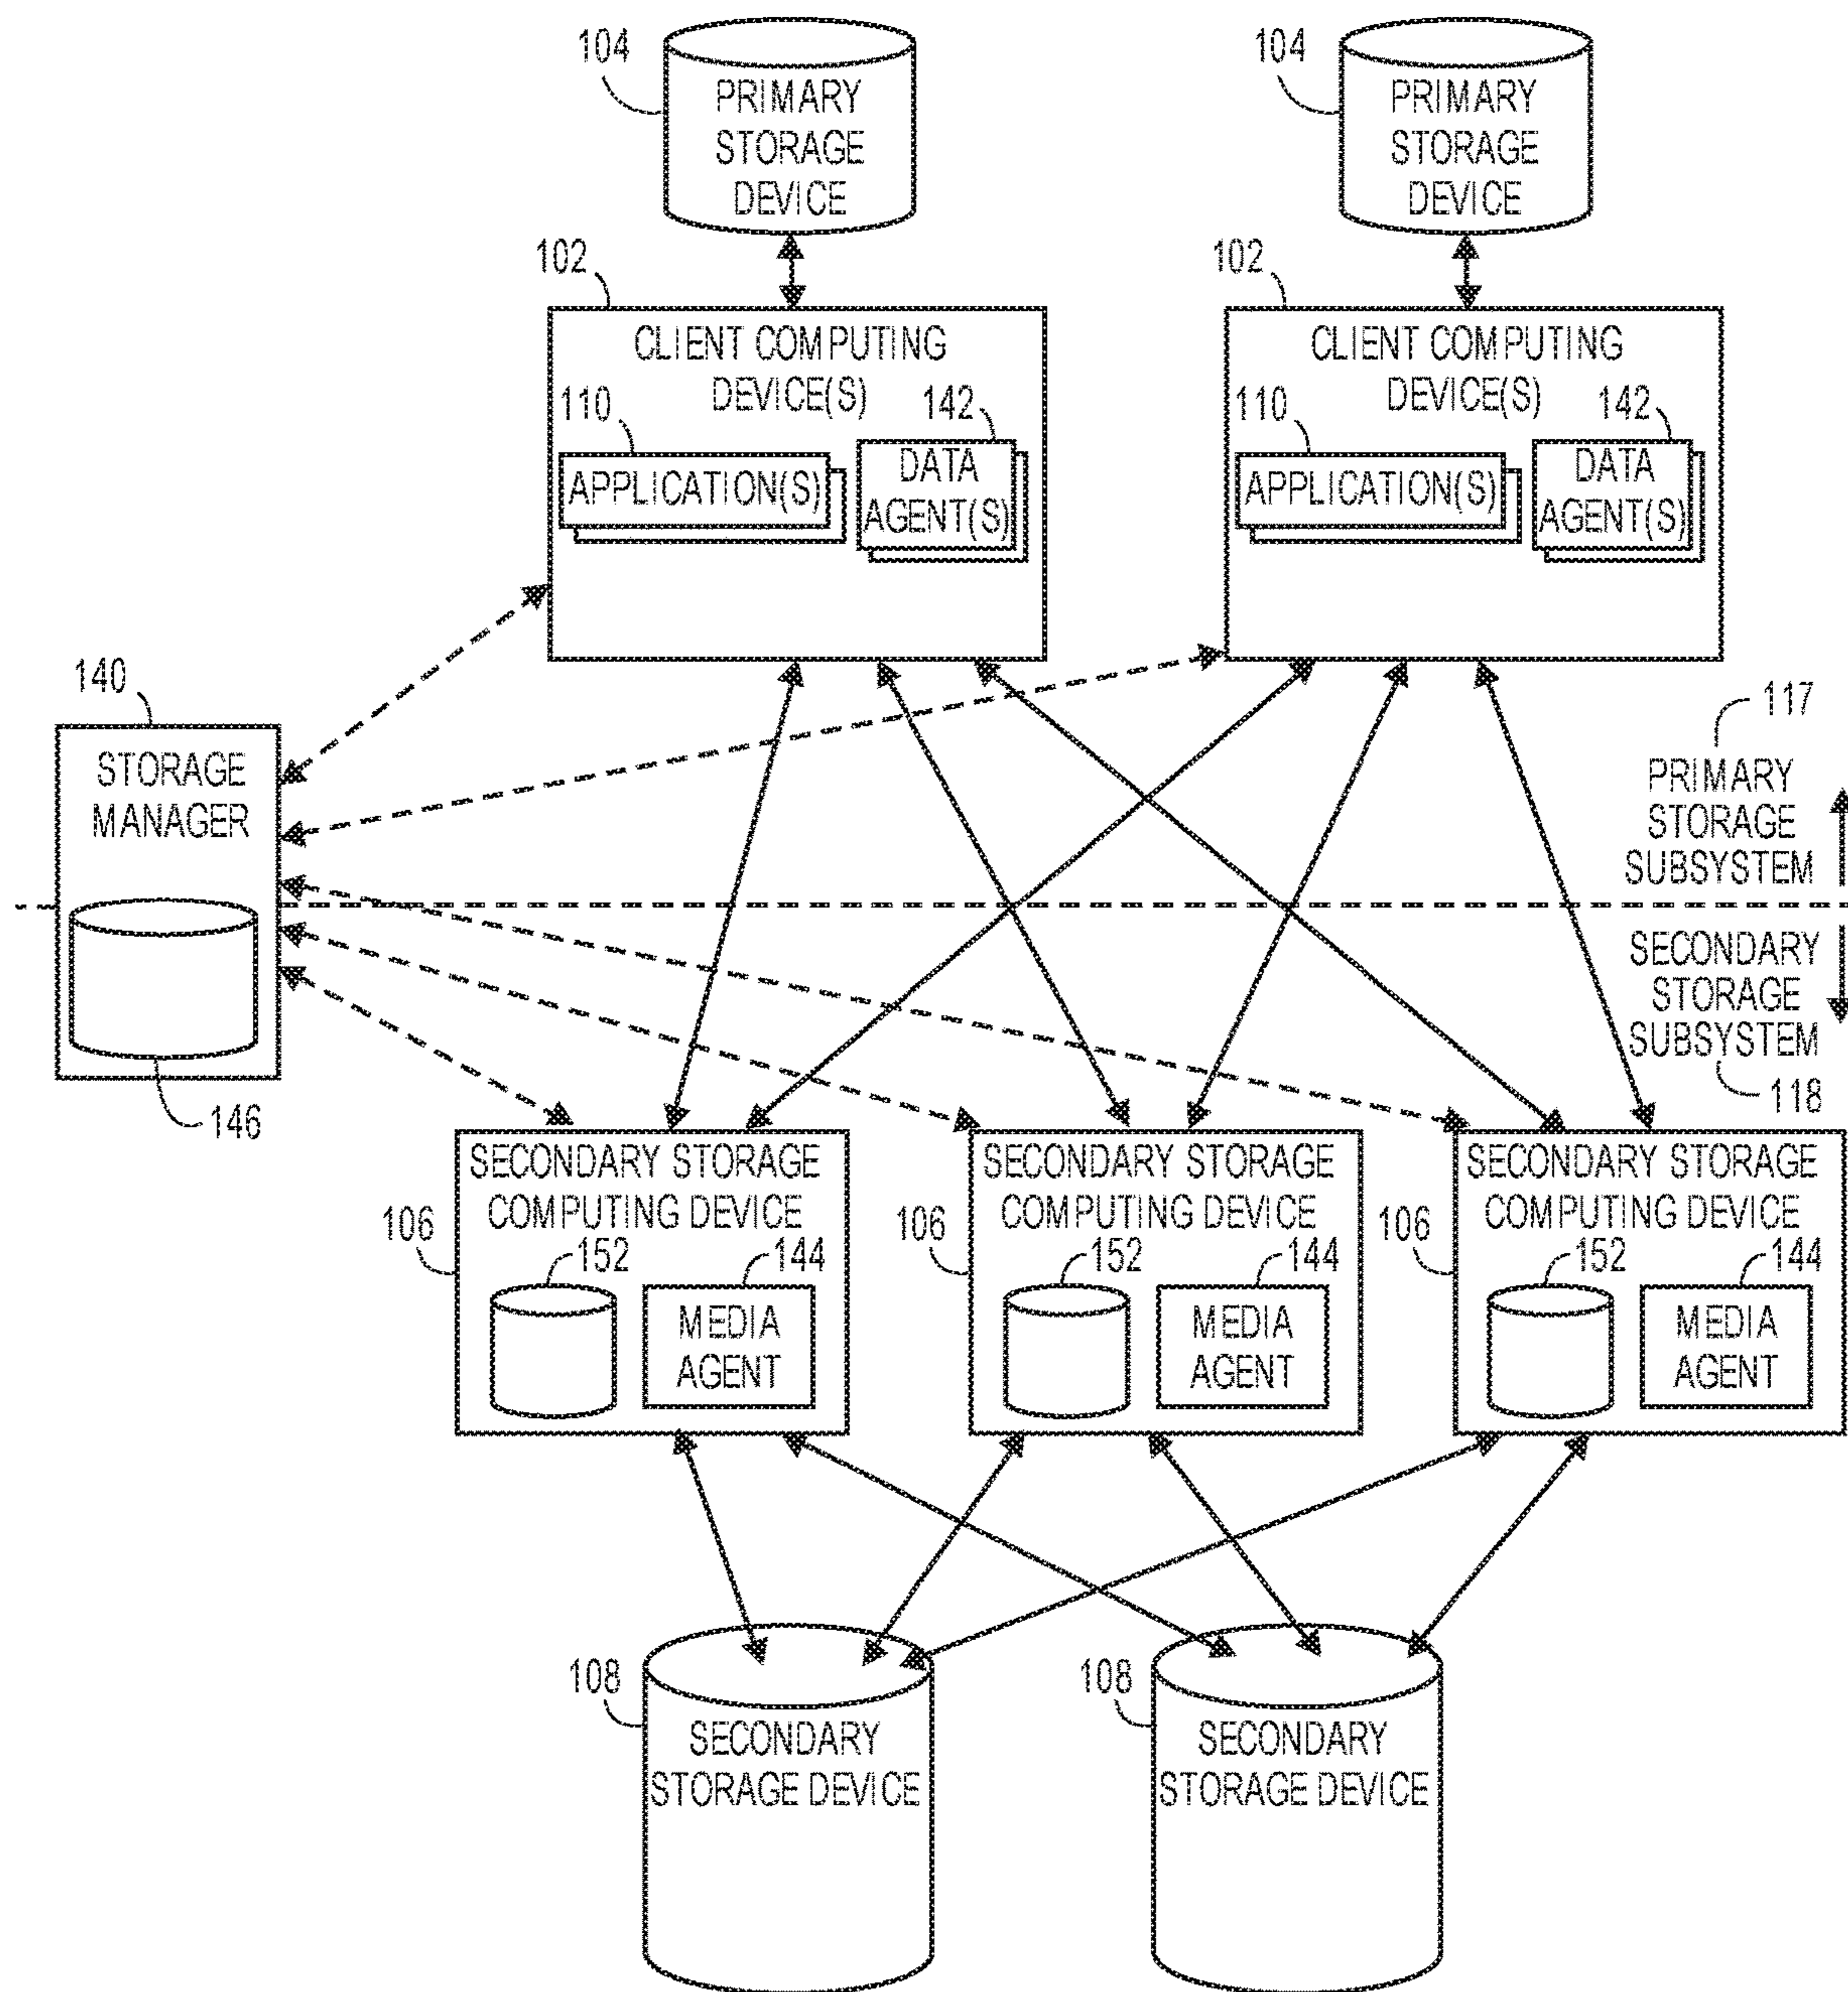 104
PRIMARY
STORAGE
DEVICE
104
PRIMARY
STORAGE
DEVICE
102
CLIENT COMPUTING
DEVICE(S)
110
APPLICATION(S)
142
DATA
AGENT(S)
102
CLIENT COMPUTING
DEVICE(S)
110
APPLICATION(S)
142
DATA
AGENT(S)
140
STORAGE
MANAGER
146
117
PRIMARY
STORAGE
SUBSYSTEM
SECONDARY
STORAGE
SUBSYSTEM
118
106
SECONDARY STORAGE
COMPUTING DEVICE
152
144
MEDIA
AGENT
106
SECONDARY STORAGE
COMPUTING DEVICE
152
144
MEDIA
AGENT
106
SECONDARY STORAGE
COMPUTING DEVICE
152
144
MEDIA
AGENT
108
SECONDARY
STORAGE DEVICE
108
SECONDARY
STORAGE DEVICE